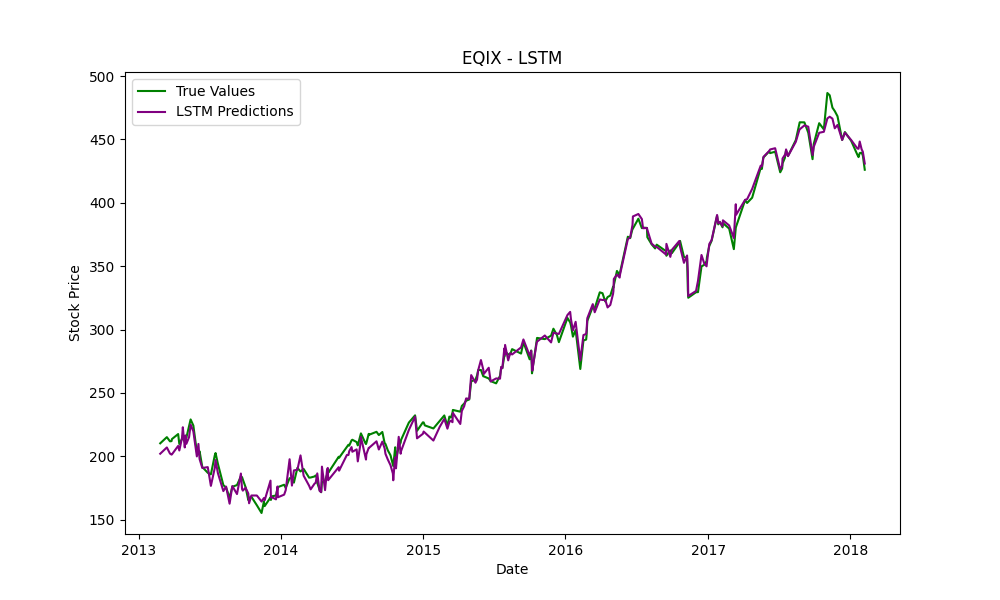 EQIX - LSTM
True Values
LSTM Predictions
500
450
400
350
300
250
200
150
Stock Price
2013 2014 2015 2016 2017 2018
Date